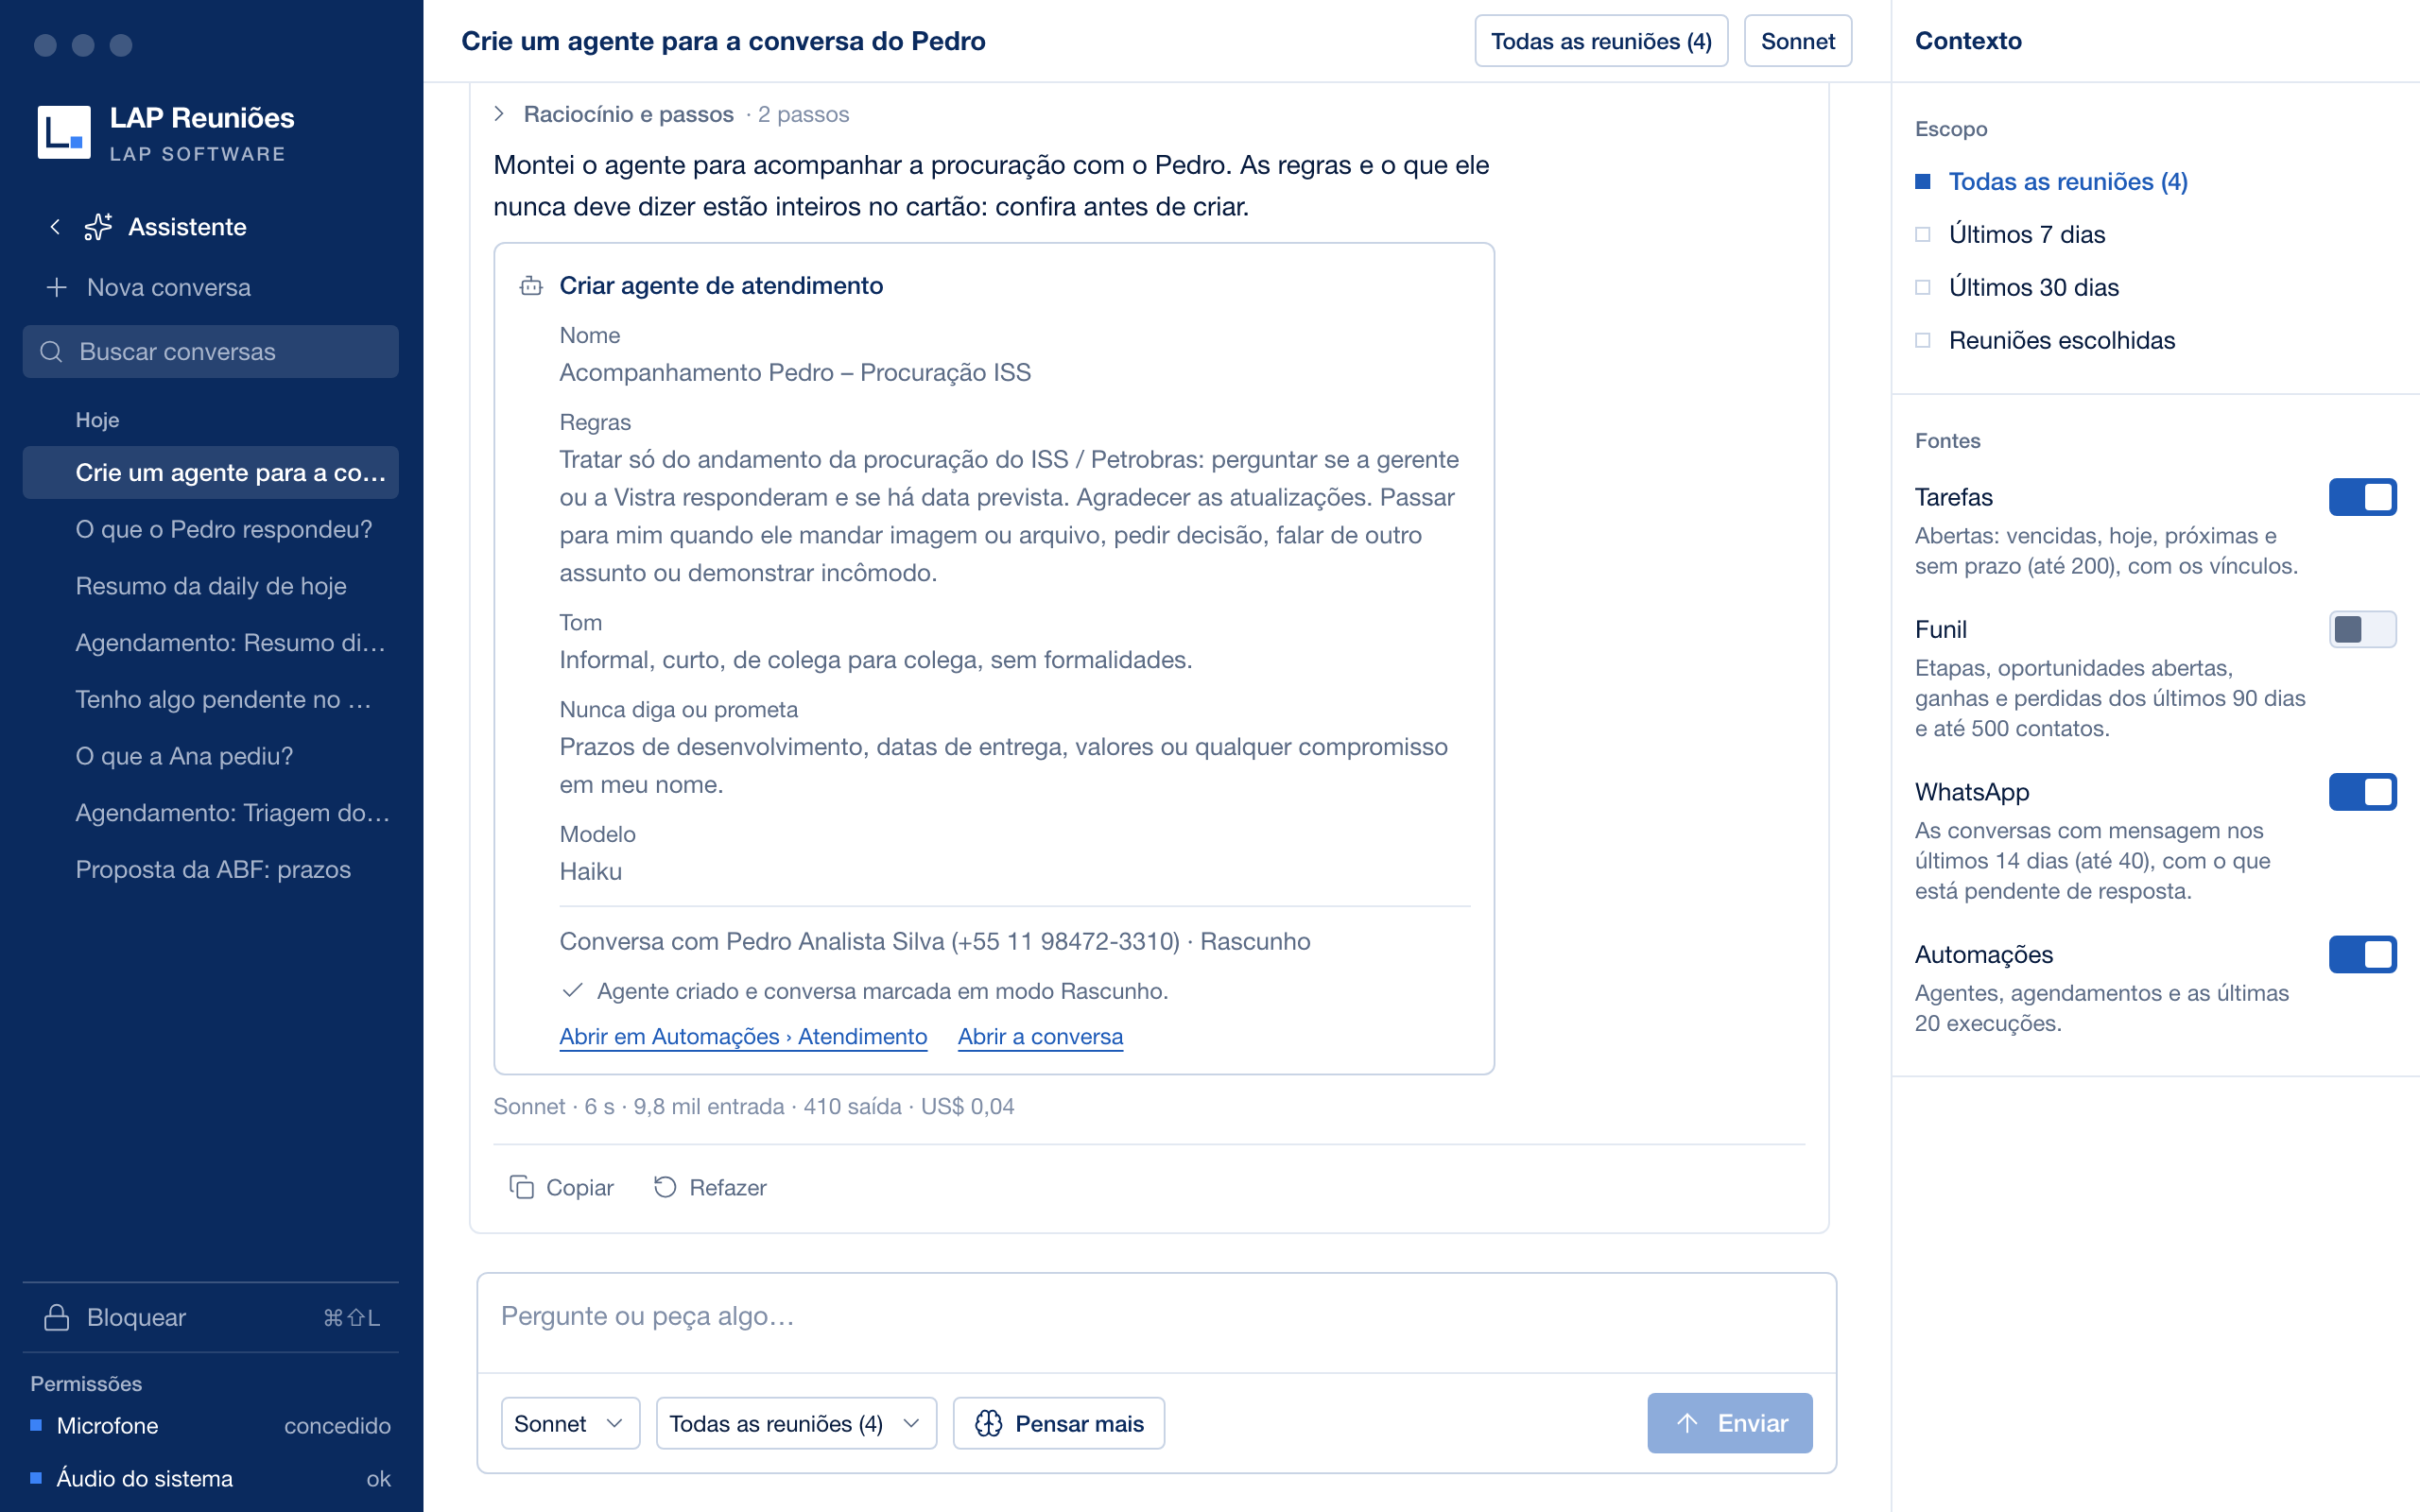 LAP Reuniões
LAP SOFTWARE
Assistente
Nova conversa
Buscar conversas
Hoje
Crie um agente para a co…
O que o Pedro respondeu?
Resumo da daily de hoje
Agendamento: Resumo di…
Tenho algo pendente no …
O que a Ana pediu?
Agendamento: Triagem do…
Proposta da ABF: prazos
Bloquear ⌘⇧L
Permissões
Microfone concedido
Áudio do sistema ok
Crie um agente para a conversa do Pedro
Todas as reuniões (4)
Sonnet
Raciocínio e passos · 2 passos
Montei o agente para acompanhar a procuração com o Pedro. As regras e o que ele
nunca deve dizer estão inteiros no cartão: confira antes de criar.
Criar agente de atendimento
Nome
Acompanhamento Pedro – Procuração ISS
Regras
Tratar só do andamento da procuração do ISS / Petrobras: perguntar se a gerente
ou a Vistra responderam e se há data prevista. Agradecer as atualizações. Passar
para mim quando ele mandar imagem ou arquivo, pedir decisão, falar de outro
assunto ou demonstrar incômodo.
Tom
Informal, curto, de colega para colega, sem formalidades.
Nunca diga ou prometa
Prazos de desenvolvimento, datas de entrega, valores ou qualquer compromisso
em meu nome.
Modelo
Haiku
Conversa com Pedro Analista Silva (+55 11 98472-3310) · Rascunho
Agente criado e conversa marcada em modo Rascunho.
Abrir em Automações › Atendimento Abrir a conversa
Sonnet · 6 s · 9,8 mil entrada · 410 saída · US$ 0,04
Copiar Refazer
Pergunte ou peça algo…
Sonnet Todas as reuniões (4) Pensar mais Enviar
Contexto
Escopo
Todas as reuniões (4)
Últimos 7 dias
Últimos 30 dias
Reuniões escolhidas
Fontes
Tarefas
Abertas: vencidas, hoje, próximas e
sem prazo (até 200), com os vínculos.
Funil
Etapas, oportunidades abertas,
ganhas e perdidas dos últimos 90 dias
e até 500 contatos.
WhatsApp
As conversas com mensagem nos
últimos 14 dias (até 40), com o que
está pendente de resposta.
Automações
Agentes, agendamentos e as últimas
20 execuções.